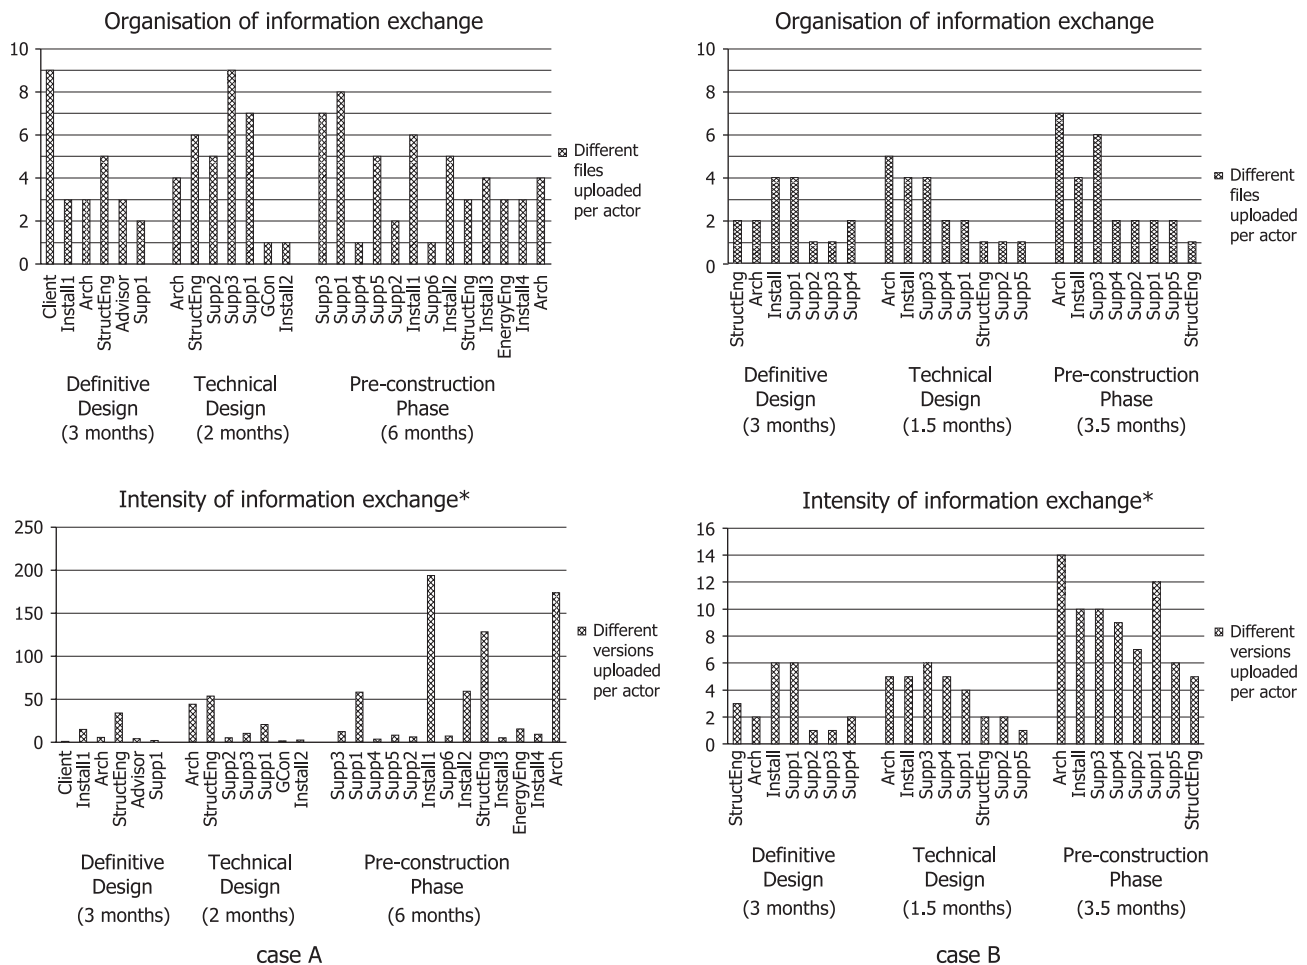 Organisation of information exchange
10
8
6
4
2
0
Client
Install1
Arch
StructEng
Advisor
Supp1
Arch
StructEng
Supp2
Supp3
Supp1
GCon
Install2
Supp3
Supp1
Supp4
Supp5
Supp2
Install1
Supp6
Install2
StructEng
Install3
EnergyEng
Install4
Arch
Different
files
uploaded
per actor
Definitive
Design
(3 months)
Technical
Design
(2 months)
Pre-construction
Phase
(6 months)
Organisation of information exchange
10
8
6
4
2
0
StructEng
Arch
Install
Supp1
Supp2
Supp3
Supp4
Arch
Install
Supp3
Supp4
Supp1
StructEng
Supp2
Supp5
Arch
Install
Supp3
Supp4
Supp2
Supp1
Supp5
StructEng
Different
files
uploaded
per actor
Definitive
Design
(3 months)
Technical
Design
(1.5 months)
Pre-construction
Phase
(3.5 months)
Intensity of information exchange*
250
200
150
100
50
0
Client
Install1
Arch
StructEng
Advisor
Supp1
Arch
StructEng
Supp2
Supp3
Supp1
GCon
Install2
Supp3
Supp1
Supp4
Supp5
Supp2
Install1
Supp6
Install2
StructEng
Install3
EnergyEng
Install4
Arch
Different
versions
uploaded
per actor
Definitive
Design
(3 months)
Technical
Design
(2 months)
Pre-construction
Phase
(6 months)
case A
Intensity of information exchange*
16
14
12
10
8
6
4
2
0
StructEng
Arch
Install
Supp1
Supp2
Supp3
Supp4
Arch
Install
Supp3
Supp4
Supp1
StructEng
Supp2
Supp5
Arch
Install
Supp3
Supp4
Supp2
Supp1
Supp5
StructEng
Different
versions
uploaded
per actor
Definitive
Design
(3 months)
Technical
Design
(1.5 months)
Pre-construction
Phase
(3.5 months)
case B